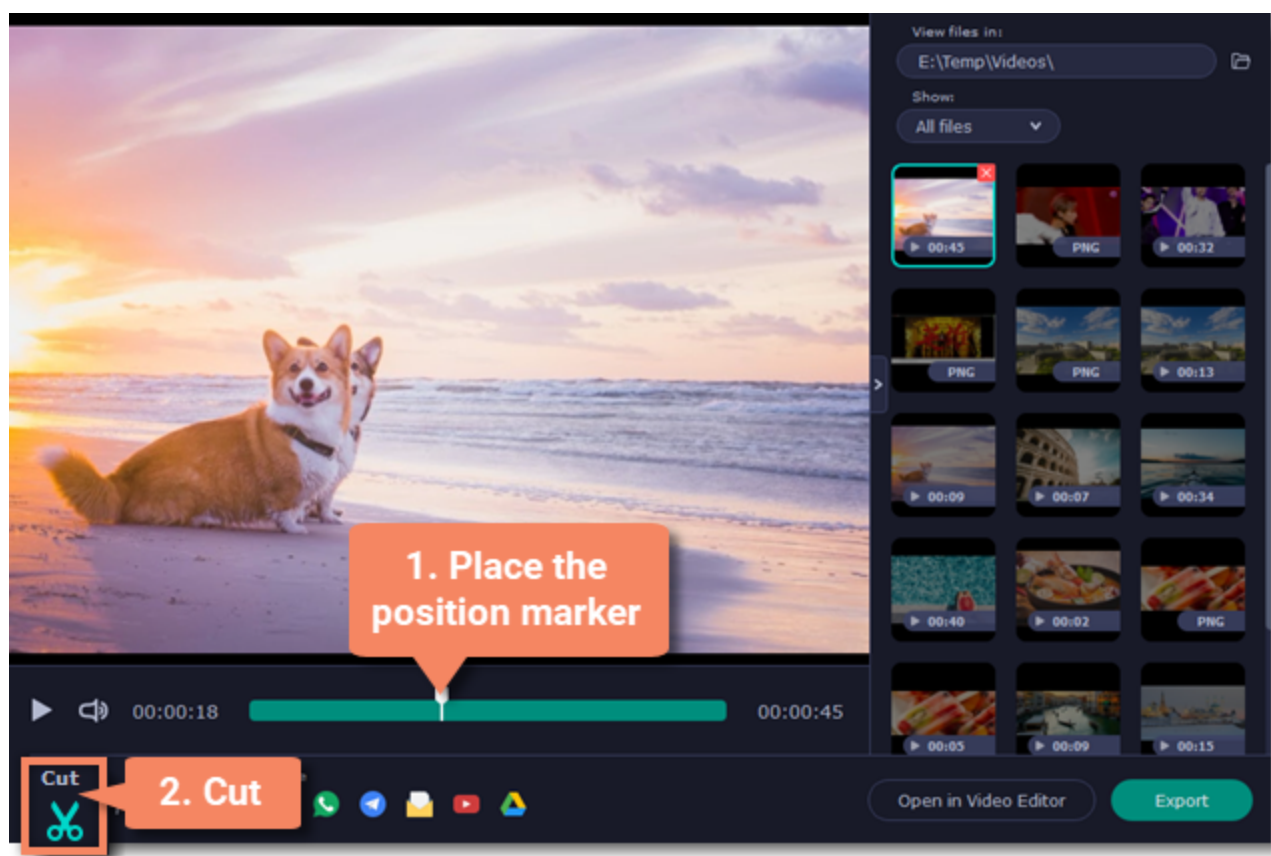 View files in:
E:\Temp\Videos\
Show:
All files
00:45
PNG
00:32
PNG
PNG
00:13
00:09
00:07
00:34
00:40
00:02
PNG
00:05
00:09
00:15
1. Place the
position marker
00:00:18
00:00:45
Cut
2. Cut
Open in Video Editor
Export